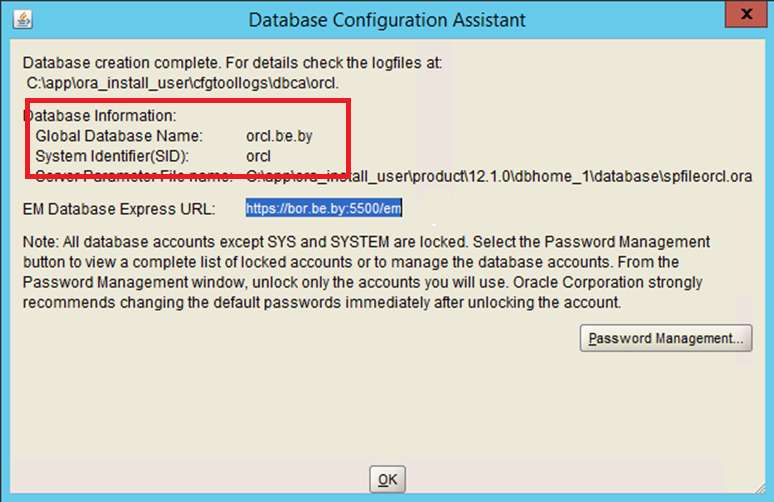 Database Configuration Assistant
x
Database creation complete. For details check the logfiles at:
C:\app\ora_install_user\cfgtoollogs\dbca\orcl.
Database Information:
Global Database Name: orcl.be.by
System Identifier(SID): orcl
Server Parameter File name: C:\app\ora_install_user\product\12.1.0\dbhome_1\database\spfileorcl.ora
EM Database Express URL: https://bor.be.by:5500/em
Note: All database accounts except SYS and SYSTEM are locked. Select the Password Management
button to view a complete list of locked accounts or to manage the database accounts. From the
Password Management window, unlock only the accounts you will use. Oracle Corporation strongly
recommends changing the default passwords immediately after unlocking the account.
Password Management...
OK